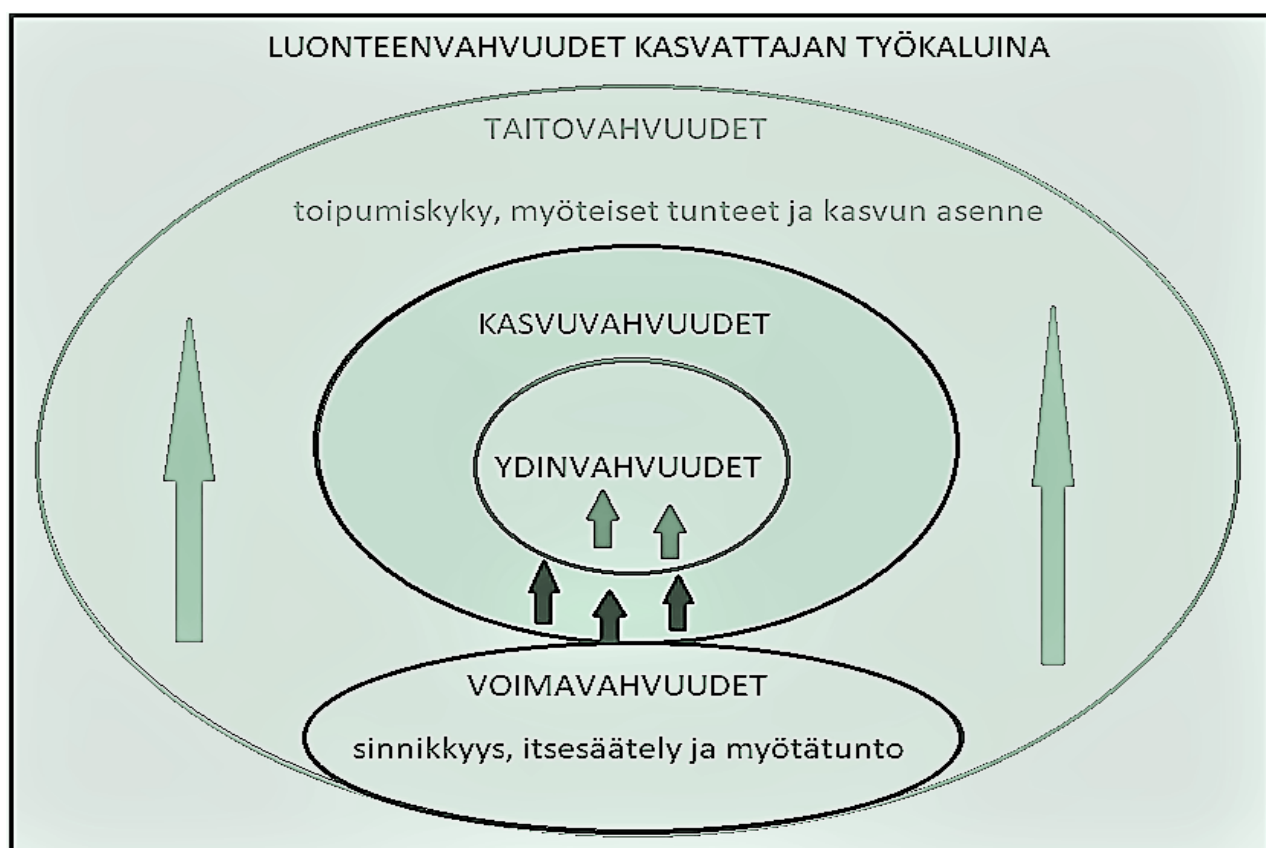 LUONTEENVAHVUUDET KASVATTAJAN TYÖKALUINA
TAITOVAHVUUDET
toipumiskyky, myöteiset tunteet ja kasvun asenne
KASVUVAHVUUDET
YDINVAHVUUDET
VOIMAVAHVUUDET
sinnikkyys, itsesäätely ja myötätunto